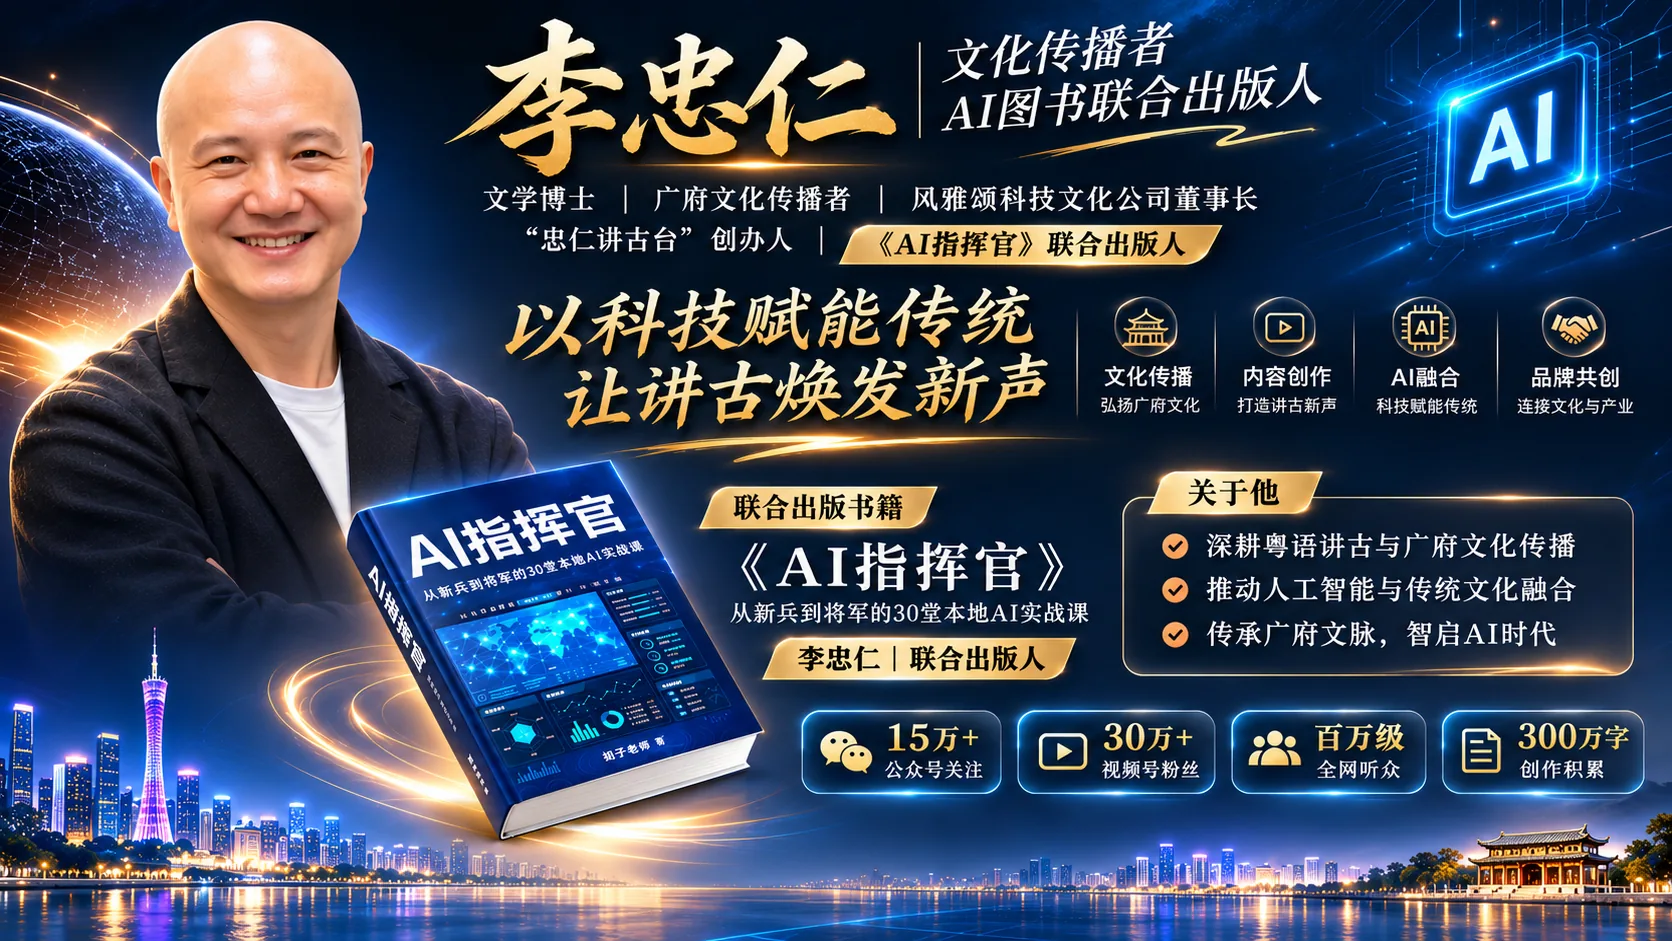 李忠仁
文化传播者
AI图书联合出版人
AI
文学博士 | 广府文化传播者 | 风雅颂科技文化公司董事长
“忠仁讲古台”创办人 | 《AI指挥官》联合出版人
以科技赋能传统
让讲古焕发新声
文化传播
弘扬广府文化
内容创作
打造讲古新声
AI
AI融合
科技赋能传统
品牌共创
连接文化与产业
AI指挥官
从新兵到将军的30堂本地AI实战课
胡子老师 著
AI指挥官
联合出版书籍
《AI指挥官》
从新兵到将军的30堂本地AI实战课
李忠仁 | 联合出版人
关于他
深耕粤语讲古与广府文化传播
推动人工智能与传统文化融合
传承广府文脉，智启AI时代
15万+
公众号关注
30万+
视频号粉丝
百万级
全网听众
300万字
创作积累